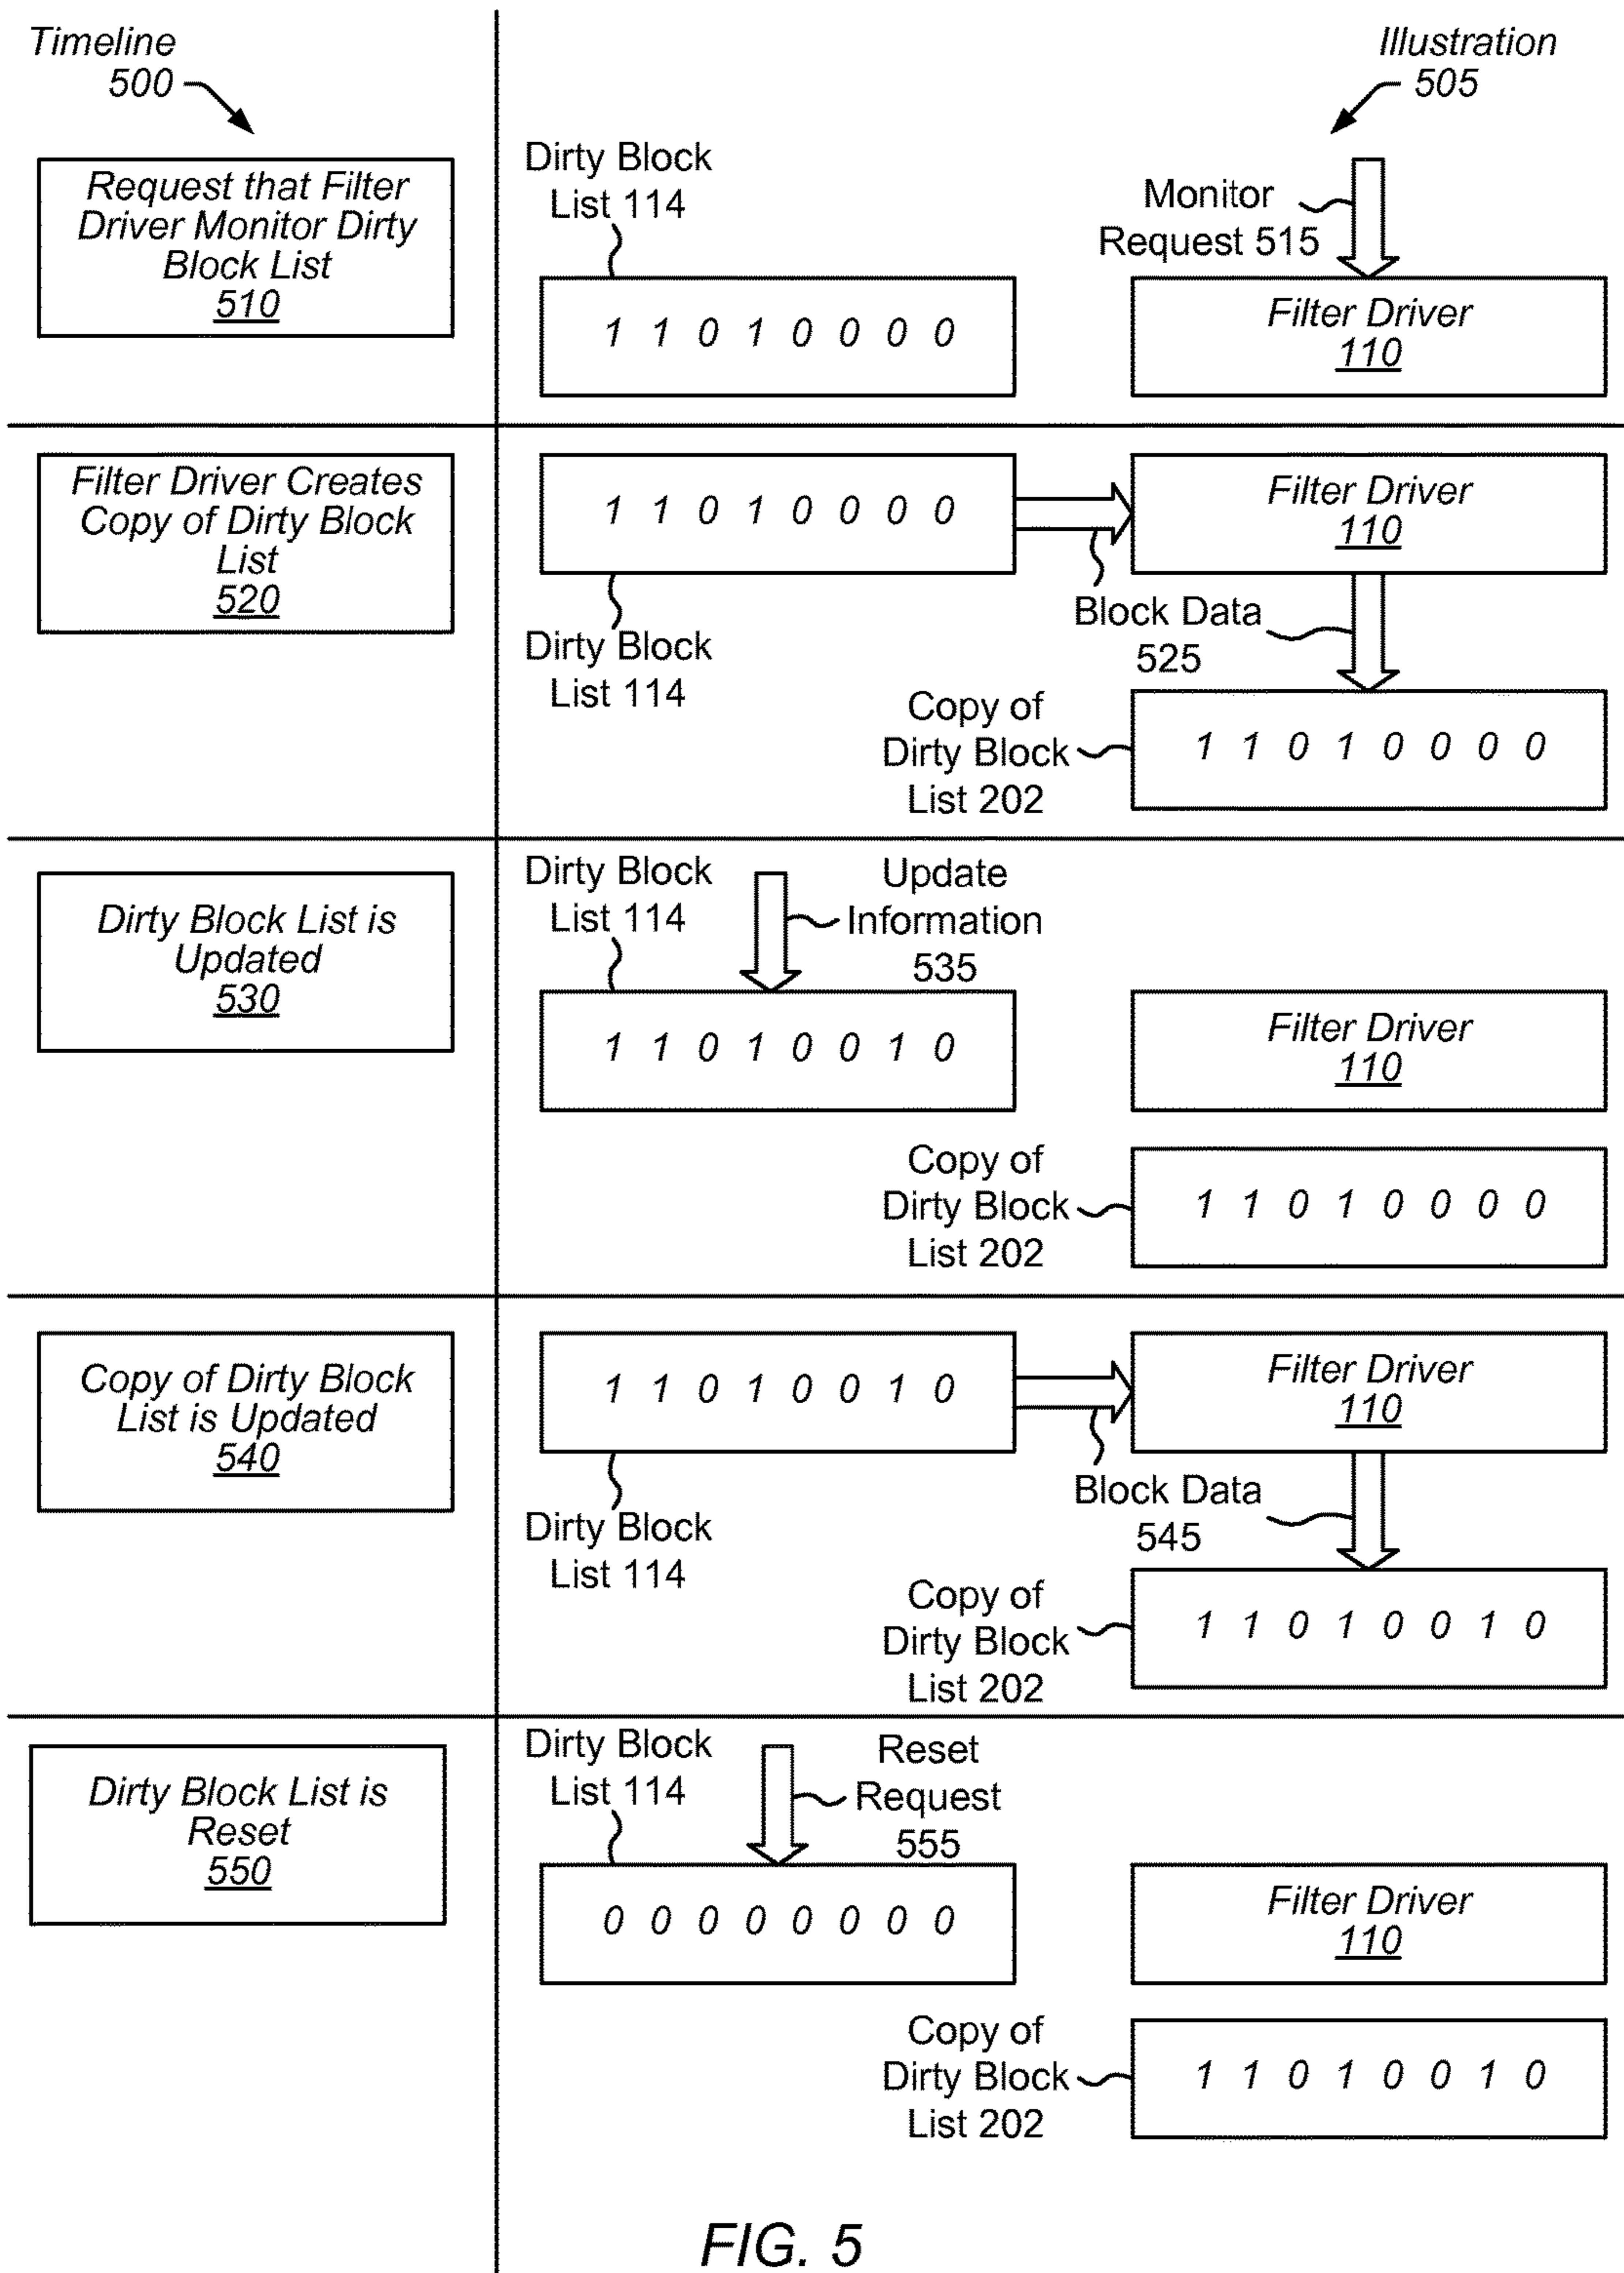 Timeline
500
Illustration
505
Request that Filter
Driver Monitor Dirty
Block List
510
Dirty Block
List 114
1 1 0 1 0 0 0 0
Monitor
Request 515
Filter Driver
110
Filter Driver Creates
Copy of Dirty Block
List
520
1 1 0 1 0 0 0 0
Dirty Block
List 114
Filter Driver
110
Block Data
525
Copy of
Dirty Block
List 202
1 1 0 1 0 0 0 0
Dirty Block List is
Updated
530
Dirty Block
List 114
Update
Information
535
1 1 0 1 0 0 1 0
Filter Driver
110
Copy of
Dirty Block
List 202
1 1 0 1 0 0 0 0
Copy of Dirty Block
List is Updated
540
1 1 0 1 0 0 1 0
Dirty Block
List 114
Filter Driver
110
Block Data
545
Copy of
Dirty Block
List 202
1 1 0 1 0 0 1 0
Dirty Block List is
Reset
550
Dirty Block
List 114
Reset
Request
555
0 0 0 0 0 0 0 0
Filter Driver
110
Copy of
Dirty Block
List 202
1 1 0 1 0 0 1 0
FIG. 5